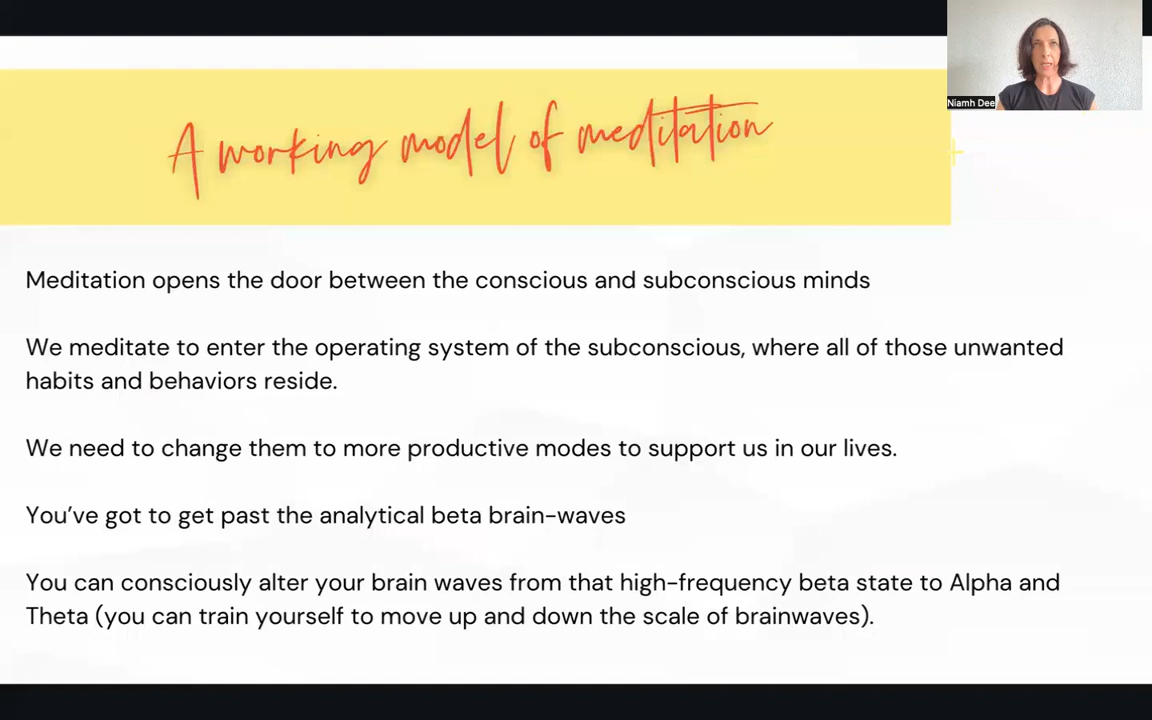 Niamh Dee
A working model of meditation
Meditation opens the door between the conscious and subconscious minds
We meditate to enter the operating system of the subconscious, where all of those unwanted
habits and behaviors reside.
We need to change them to more productive modes to support us in our lives.
You’ve got to get past the analytical beta brain-waves
You can consciously alter your brain waves from that high-frequency beta state to Alpha and
Theta (you can train yourself to move up and down the scale of brainwaves).